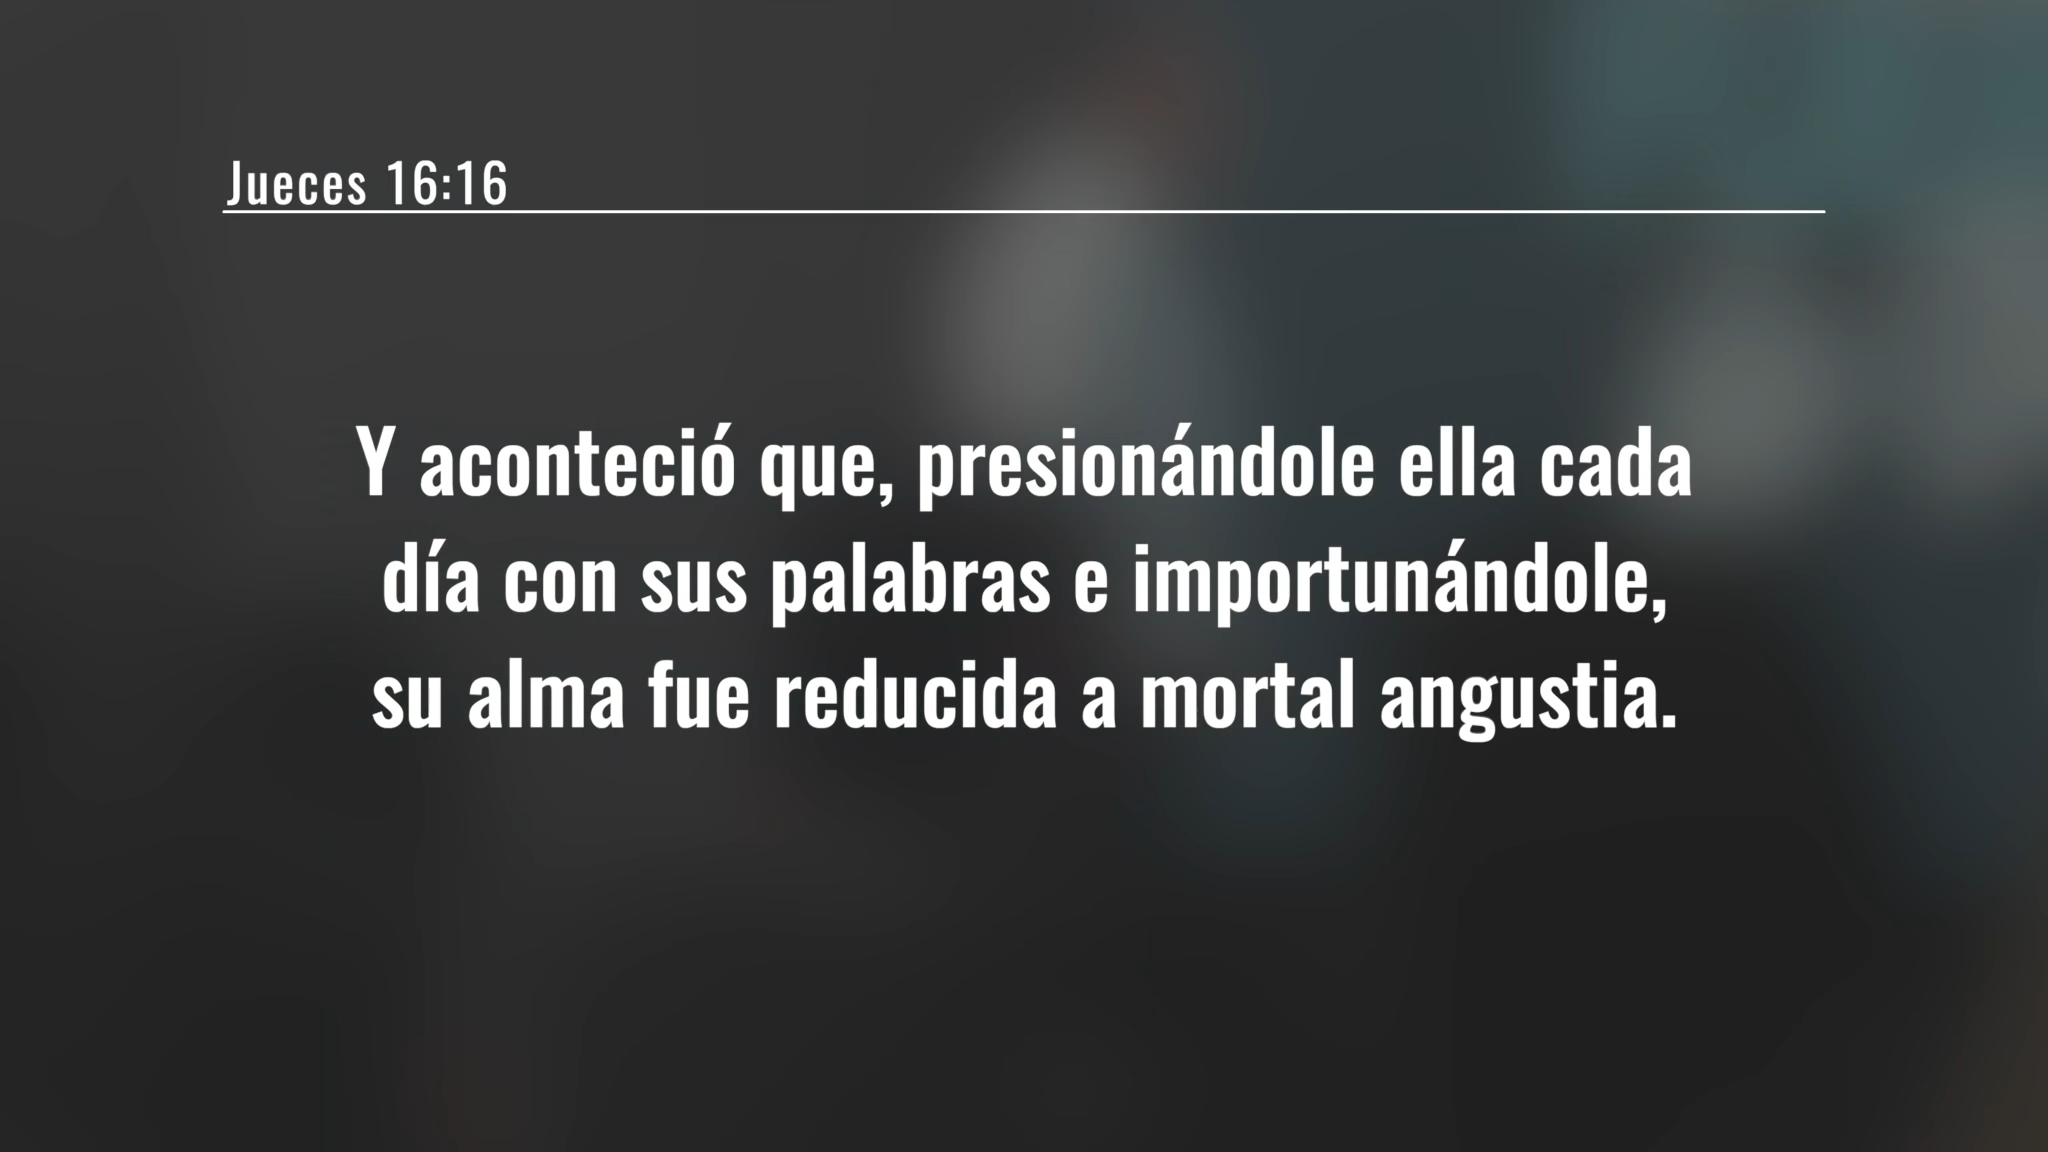 Jueces 16:16
Y aconteció que, presionándole ella cada
día con sus palabras e importunándole,
su alma fue reducida a mortal angustia.